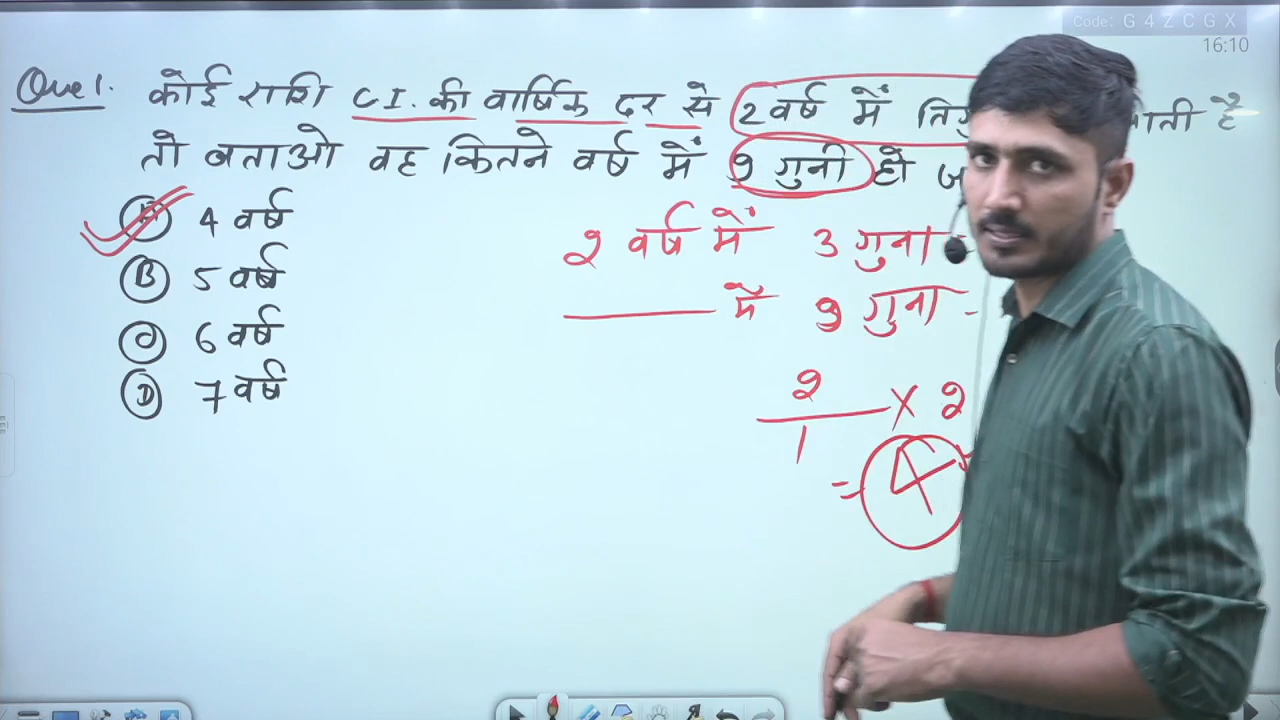 Code: G 4 Z C G X
16:10
Que 1. कोई राशि C I. की वार्षिक दर से 2 वर्ष में है
तो बताओ वह कितने वर्ष में 9 गुनी हो
A 4 वर्ष
B 5 वर्ष
C 6 वर्ष
D 7 वर्ष
2 वर्ष में 3 गुना
में 9 गुना
2
1
× 2
= 4